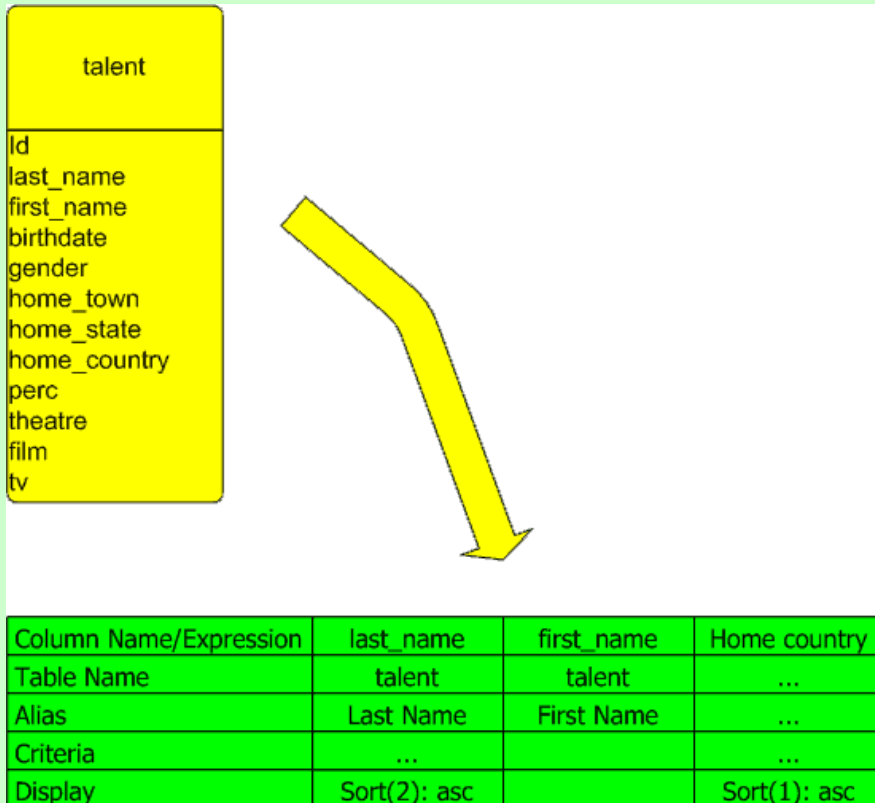 talent
Id
last_name
first_name
birthdate
gender
home_town
home_state
home_country
perc
theatre
film
tv
Column Name/Expression last_name first_name Home country
Table Name talent talent ...
Alias Last Name First Name ...
Criteria ... ...
Display Sort(2): asc Sort(1): asc